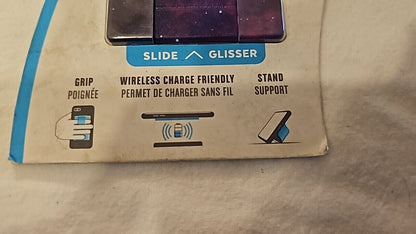 SLIDE GLISSER
GRIP
POIGNÉE
WIRELESS CHARGE FRIENDLY
PERMET DE CHARGER SANS FIL
STAND
SUPPORT